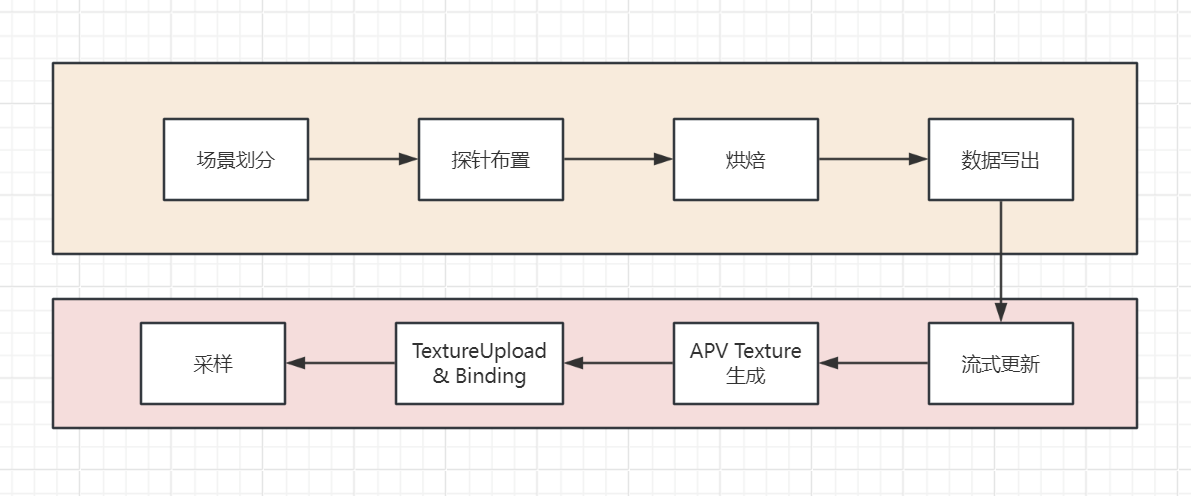 场景划分
探针布置
烘焙
数据写出
采样
TextureUpload
& Binding
APV Texture
生成
流式更新